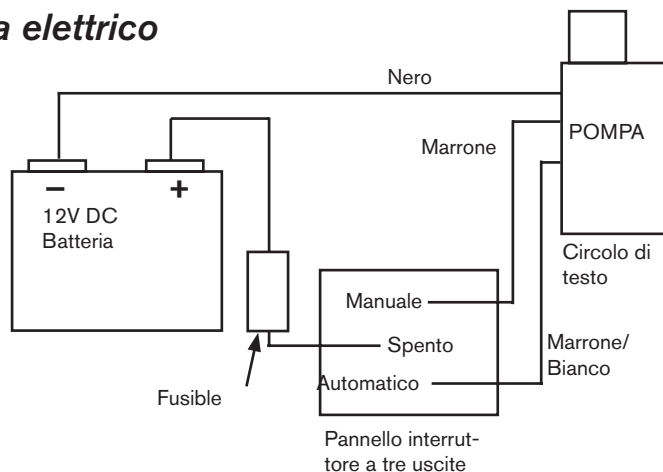 a elettrico
Nero
POMPA
Marrone
− +
12V DC
Batteria
Circolo di
testo
Manuale
Spento
Marrone/
Bianco
Automatico
Fusible
Pannello interrut-
tore a tre uscite